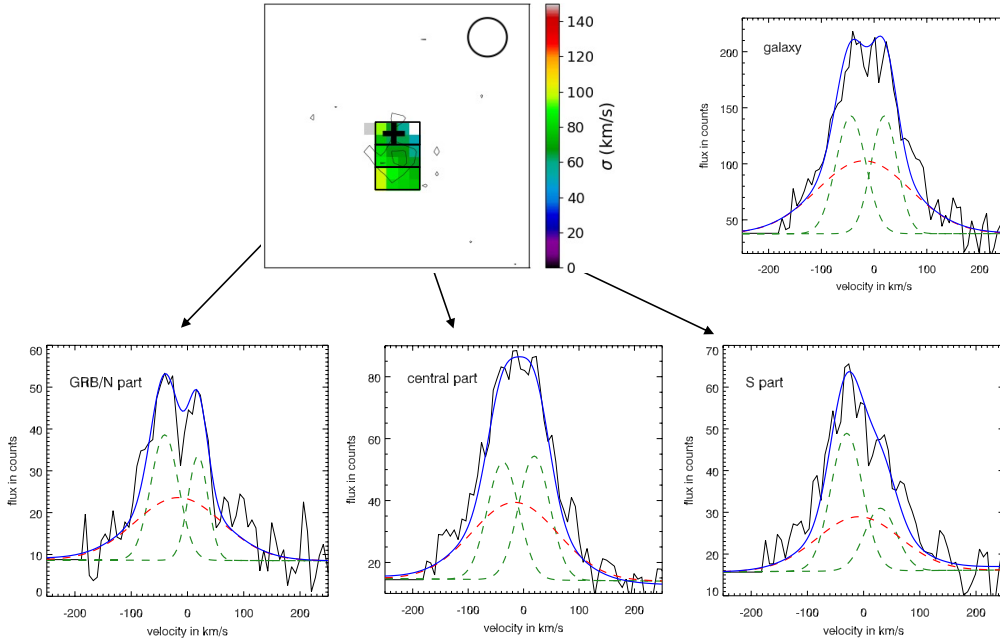 140
120
100
80
60
40
20
0
σ (km/s)
galaxy
200
150
100
50
flux in counts
-200 -100 0 100 200
velocity in km/s
GRB/N part
60
50
40
30
20
10
0
flux in counts
-200 -100 0 100 200
velocity in km/s
central part
80
60
40
20
flux in counts
-200 -100 0 100 200
velocity in km/s
S part
70
60
50
40
30
20
10
flux in counts
-200 -100 0 100 200
velocity in km/s